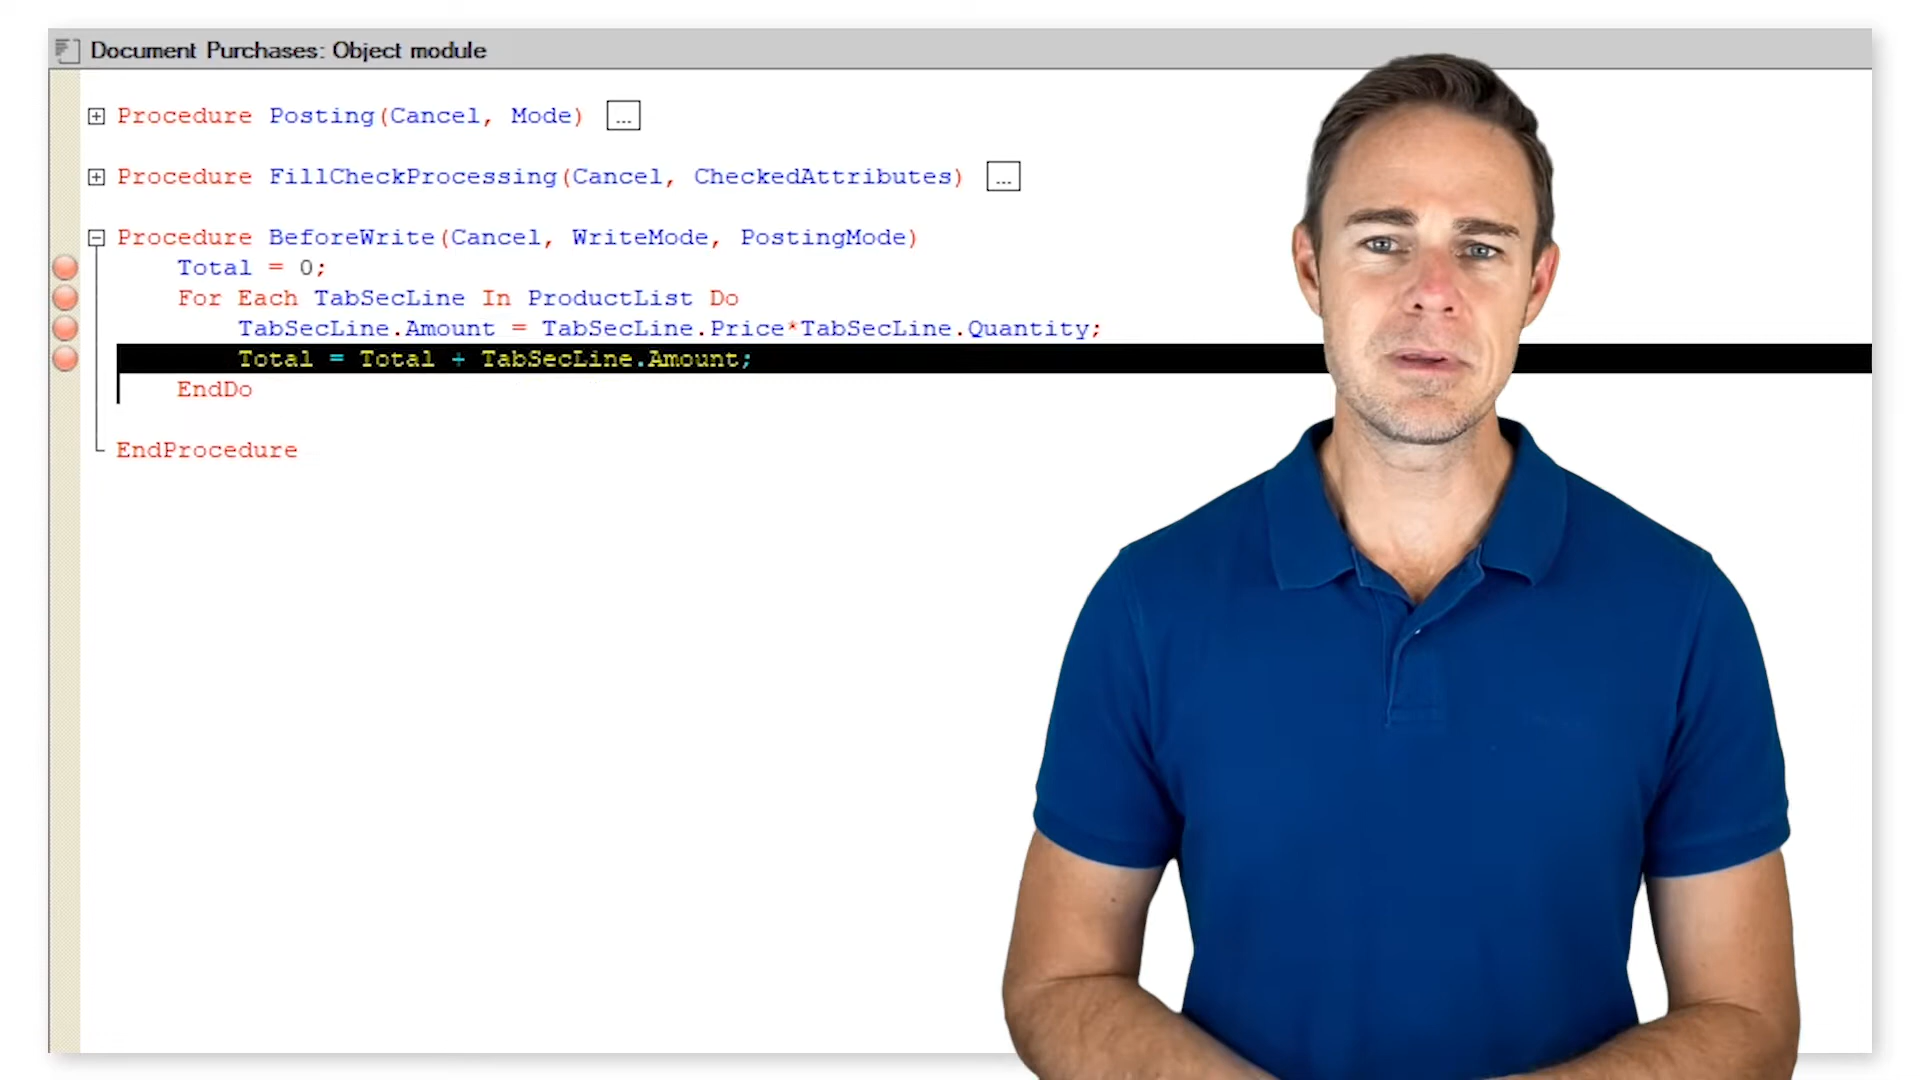 Document Purchases: Object module
Procedure Posting(Cancel, Mode) ...
Procedure FillCheckProcessing(Cancel, CheckedAttributes) ...
Procedure BeforeWrite(Cancel, WriteMode, PostingMode)
Total = 0;
For Each TabSecLine In ProductList Do
TabSecLine.Amount = TabSecLine.Price*TabSecLine.Quantity;
Total = Total + TabSecLine.Amount;
EndDo
EndProcedure